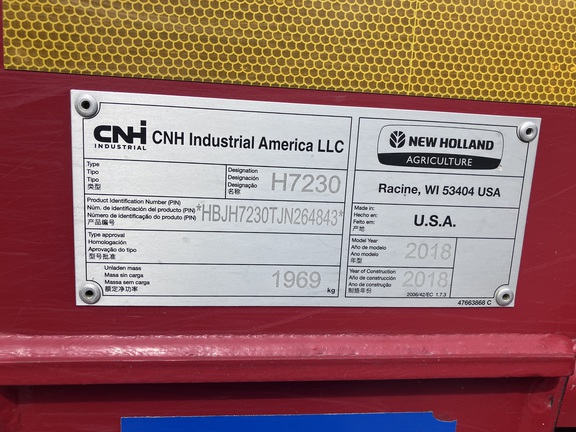 CNH
INDUSTRIAL
CNH Industrial America LLC
Type
Tipo
Tipo
类型
Designation
Designación
Designação
名称
H7230
Product Identification Number (PIN)
Núm. de identificación del producto (PIN)
Número de identificação do produto (PIN)
产品编号
*HBJH7230TJN264843*
Type approval
Homologación
Aprovação do tipo
型号批准
Unladen mass
Masa sin carga
Massa sem carga
额定净功率
1969 kg
NEW HOLLAND
AGRICULTURE
Racine, WI 53404 USA
Made in:
Hecho en:
Feito em:
产地
U.S.A.
Model Year
Año de modelo
Ano modelo
年型
2018
Year of Construction
Año de construcción
Ano de construção
制造年份
2018
2006/42/EC 1.7.3
47663868 C